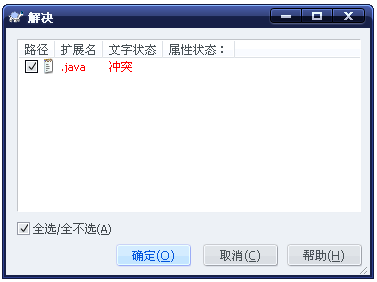 解决
路径 扩展名 文字状态 属性状态：
.java 冲突
全选/全不选(A)
确定(O) 取消(C) 帮助(H)